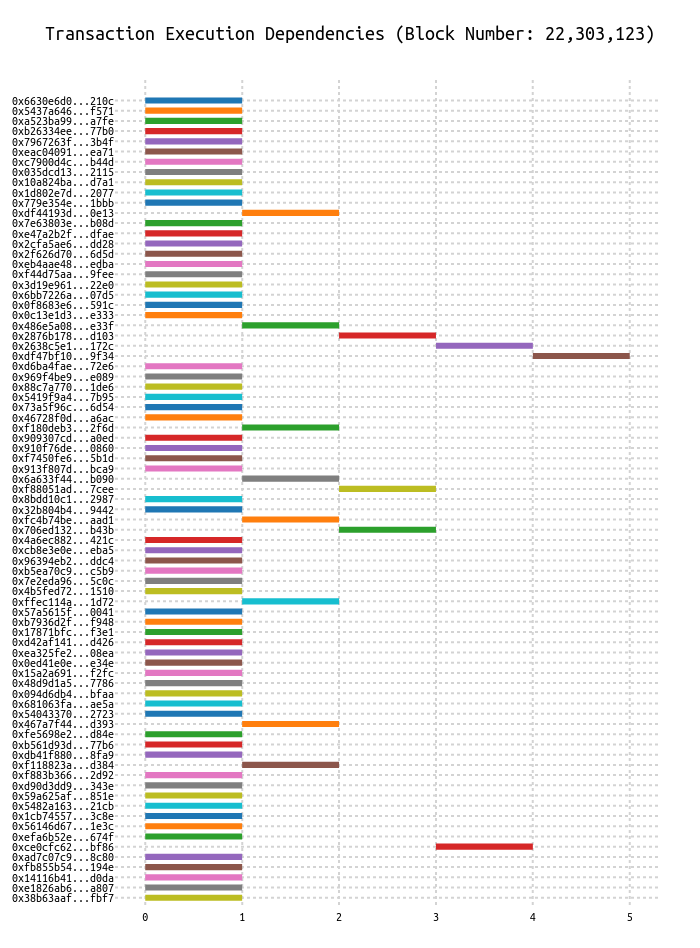 Transaction Execution Dependencies (Block Number: 22,303,123)
0x6630e6d0...210c
0x5437a646...f571
0xa523ba99...a7fe
0xb26334ee...77b0
0x7967263f...3b4f
0xeac04091...ea71
0xc7900d4c...b44d
0x035dcd13...2115
0x10a824ba...d7a1
0x1d802e7d...2077
0x779e354e...1bbb
0xdf44193d...0e13
0x7e63803e...b08d
0xe47a2b2f...dfae
0x2cfa5ae6...dd28
0x2f626d70...6d5d
0xeb4aae48...edba
0xf44d75aa...9fee
0x3d19e961...22e0
0x6bb7226a...07d5
0x0f8683e6...591c
0x0c13e1d3...e333
0x486e5a08...e33f
0x2876b178...d103
0x2638c5e1...172c
0xdf47bf10...9f34
0xd6ba4fae...72e6
0x969f4be9...e089
0x88c7a770...1de6
0x5419f9a4...7b95
0x73a5f96c...6d54
0x46728f0d...a6ac
0xf180deb3...2f6d
0x909307cd...a0ed
0x910f76de...0860
0xf7450fe6...5b1d
0x913f807d...bca9
0x6a633f44...b090
0xf88051ad...7cee
0x8bdd10c1...2987
0x32b804b4...9442
0xfc4b74be...aad1
0x706ed132...b43b
0x4a6ec882...421c
0xcb8e3e0e...eba5
0x96394eb2...ddc4
0xb5ea70c9...c5b9
0x7e2eda96...5c0c
0x4b5fed72...1510
0xffec114a...1d72
0x57a5615f...0041
0xb7936d2f...f948
0x17871bfc...f3e1
0xd42af141...d426
0xea325fe2...08ea
0x0ed41e0e...e34e
0x15a2a691...f2fc
0x48d9d1a5...7786
0x094d6db4...bfaa
0x681063fa...ae5a
0x54043370...2723
0x467a7f44...d393
0xfe5698e2...d84e
0xb561d93d...77b6
0xdb41f880...8fa9
0xf118823a...d384
0xf883b366...2d92
0xd90d3dd9...343e
0x59a625af...851e
0x5482a163...21cb
0x1cb74557...3c8e
0x56146d67...1e3c
0xefa6b52e...674f
0xce0cfc62...bf86
0xad7c07c9...8c80
0xfb855b54...194e
0x14116b41...d0da
0xe1826ab6...a807
0x38b63aaf...fbf7
0 1 2 3 4 5